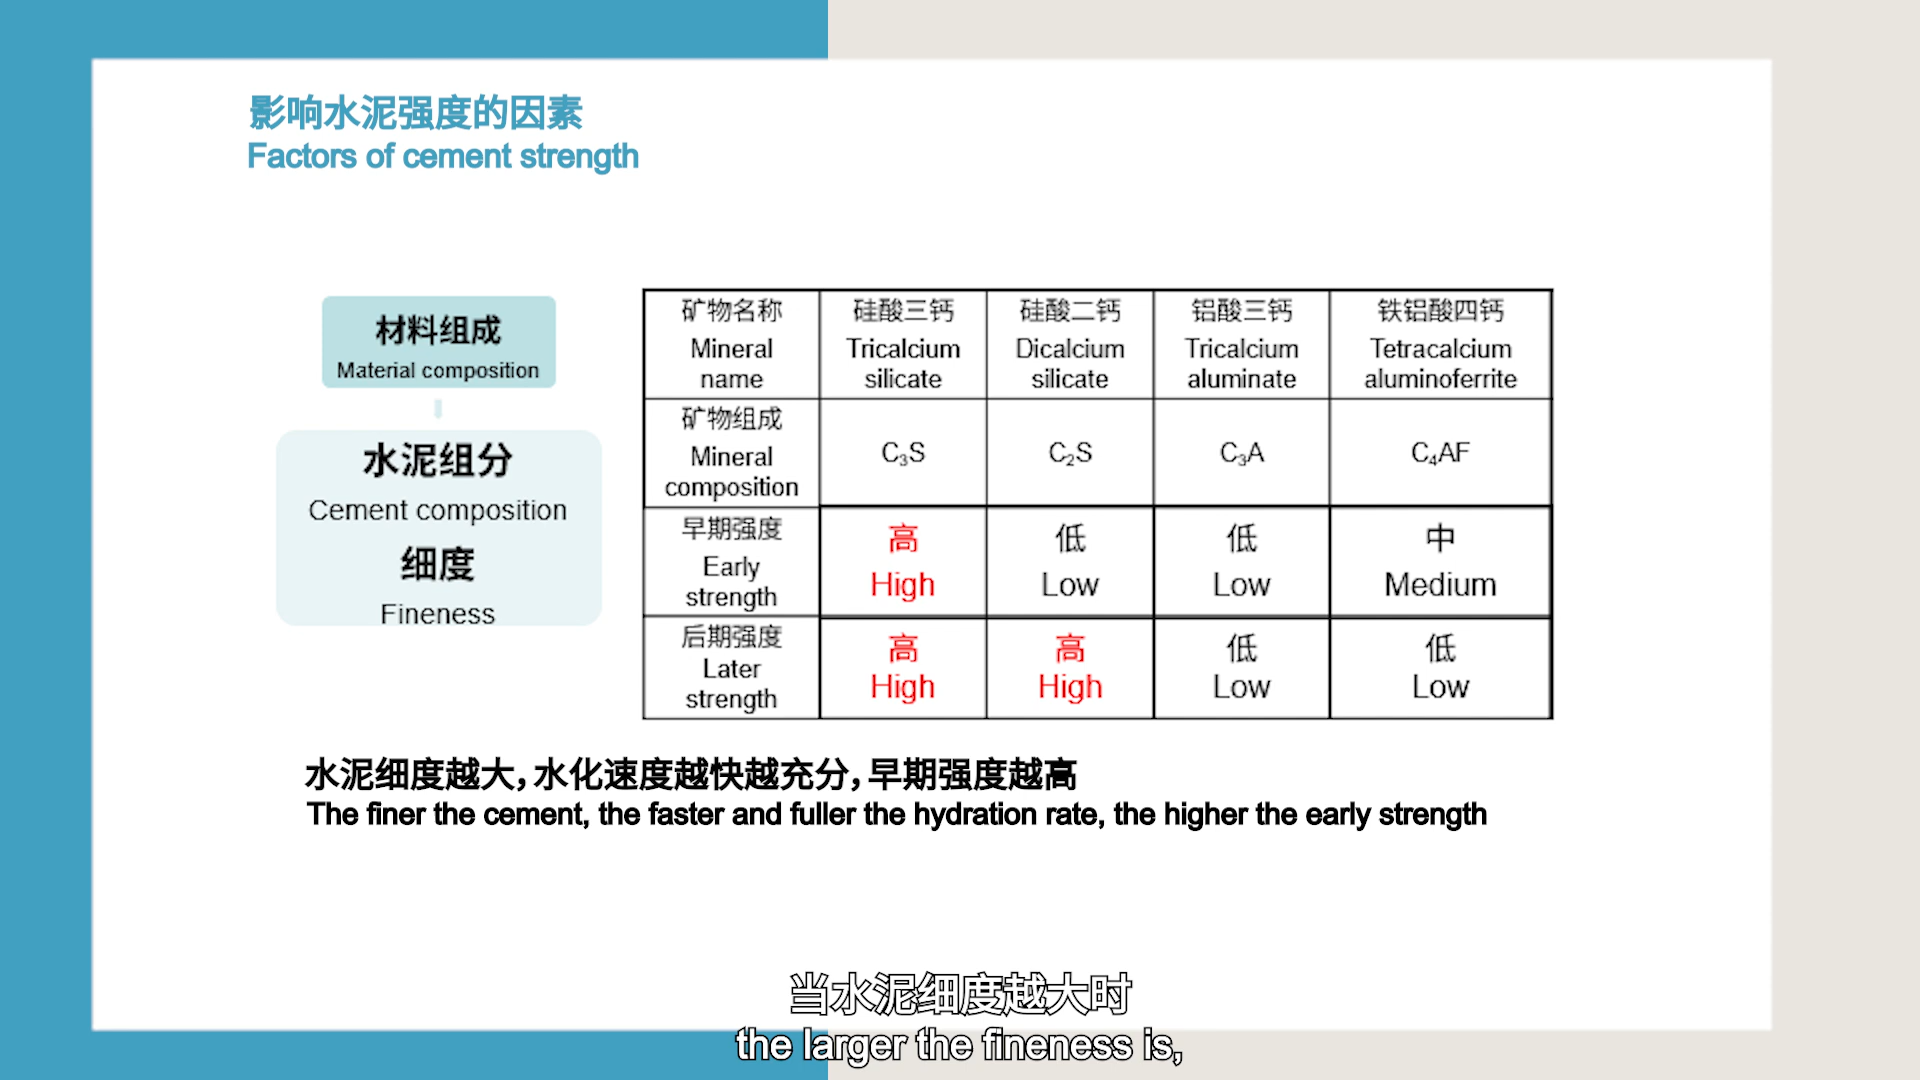 影响水泥强度的因素
Factors of cement strength
材料组成
Material composition
水泥组分
Cement composition
细度
Fineness
矿物名称
Mineral
name
硅酸三钙
Tricalcium
silicate
硅酸二钙
Dicalcium
silicate
铝酸三钙
Tricalcium
aluminate
铁铝酸四钙
Tetracalcium
aluminoferrite
矿物组成
Mineral
composition
C₃S
C₂S
C₃A
C₄AF
早期强度
Early
strength
高
High
低
Low
低
Low
中
Medium
后期强度
Later
strength
高
High
高
High
低
Low
低
Low
水泥细度越大，水化速度越快越充分，早期强度越高
The finer the cement, the faster and fuller the hydration rate, the higher the early strength
当水泥细度越大时
the larger the fineness is,